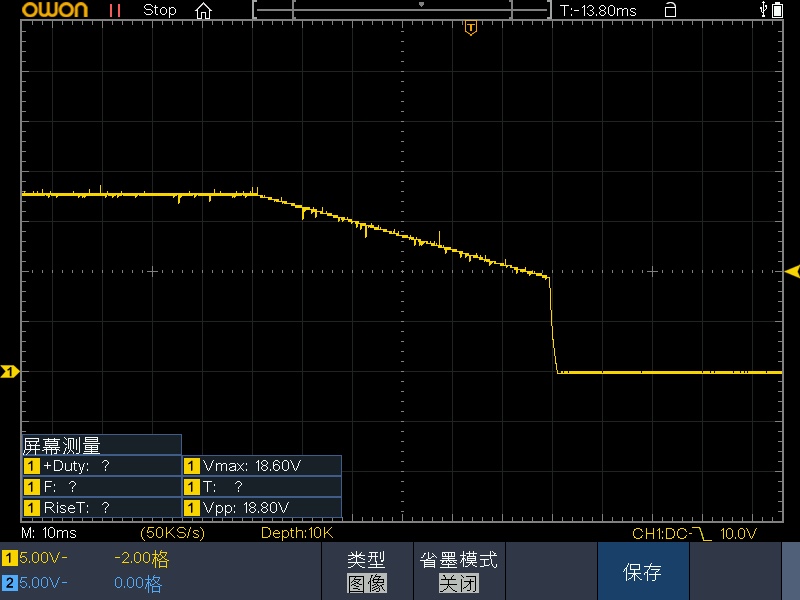 owon Stop T:-13.80ms
T
1
屏幕测量
1 +Duty: ? 1 Vmax: 18.60V
1 F: ? 1 T: ?
1 RiseT: ? 1 Vpp: 18.80V
M: 10ms (50KS/s) Depth:10K CH1:DC- 10.0V
1 5.00V- -2.00格
2 5.00V- 0.00格
类型
图像
省墨模式
关闭
保存